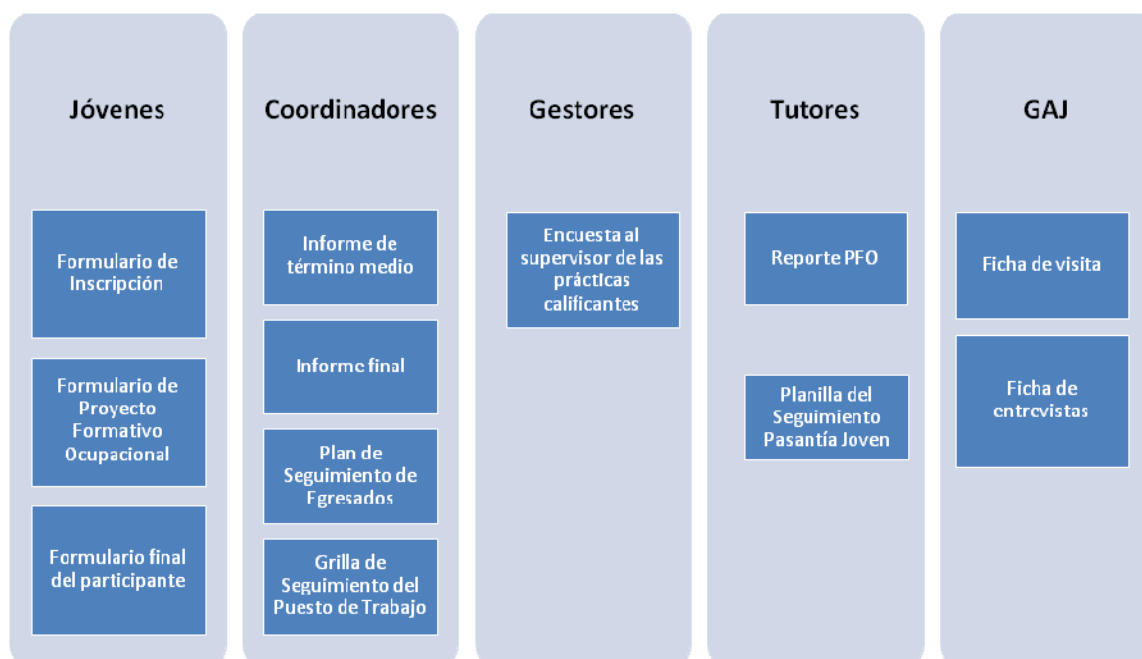 Jóvenes
Formulario de
Inscripción
Formulario de
Proyecto
Formativo
Ocupacional
Formulario final
del participante
Coordinadores
Informe de
término medio
Informe final
Plan de
Seguimiento de
Egresados
Grilla de
Seguimiento del
Puesto de Trabajo
Gestores
Encuesta al
supervisor de las
prácticas
calificantes
Tutores
Reporte PFO
Planilla del
Seguimiento
Pasantía Joven
GAJ
Ficha de visita
Ficha de
entrevistas